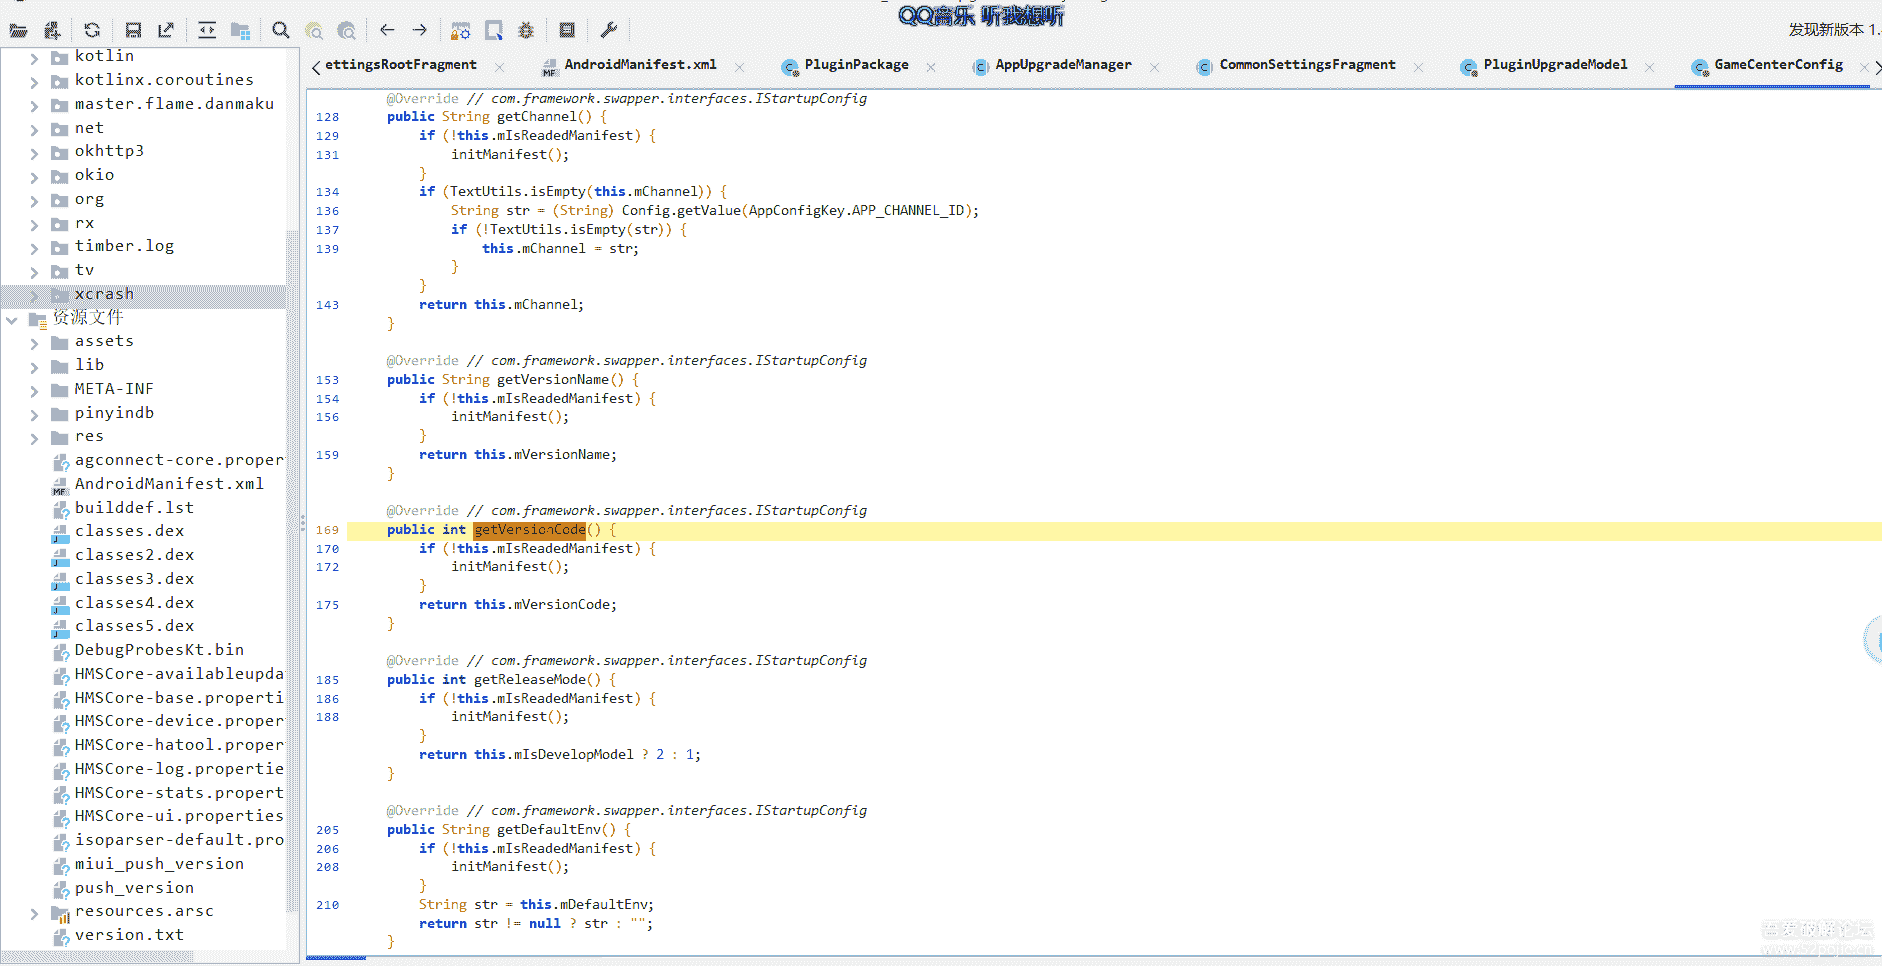 QQ音乐 听我想听
发现新版本 1.
ettingsRootFragment
AndroidManifest.xml
PluginPackage
AppUpgradeManager
CommonSettingsFragment
PluginUpgradeModel
GameCenterConfig
kotlin
kotlinx.coroutines
master.flame.danmaku
net
okhttp3
okio
org
rx
timber.log
tv
xcrash
资源文件
assets
lib
META-INF
pinyindb
res
agconnect-core.proper
AndroidManifest.xml
builddef.lst
classes.dex
classes2.dex
classes3.dex
classes4.dex
classes5.dex
DebugProbesKt.bin
HMSCore-availableupda
HMSCore-base.properti
HMSCore-device.proper
HMSCore-hatool.proper
HMSCore-log.propertie
HMSCore-stats.propert
HMSCore-ui.properties
isoparser-default.pro
miui_push_version
push_version
resources.arsc
version.txt
@Override // com.framework.swapper.interfaces.IStartupConfig
128 public String getChannel() {
129 if (!this.mIsReadedManifest) {
131 initManifest();
}
134 if (TextUtils.isEmpty(this.mChannel)) {
136 String str = (String) Config.getValue(AppConfigKey.APP_CHANNEL_ID);
137 if (!TextUtils.isEmpty(str)) {
139 this.mChannel = str;
}
}
143 return this.mChannel;
}
@Override // com.framework.swapper.interfaces.IStartupConfig
153 public String getVersionName() {
154 if (!this.mIsReadedManifest) {
156 initManifest();
}
159 return this.mVersionName;
}
@Override // com.framework.swapper.interfaces.IStartupConfig
169 public int getVersionCode() {
170 if (!this.mIsReadedManifest) {
172 initManifest();
}
175 return this.mVersionCode;
}
@Override // com.framework.swapper.interfaces.IStartupConfig
185 public int getReleaseMode() {
186 if (!this.mIsReadedManifest) {
188 initManifest();
}
return this.mIsDevelopModel ? 2 : 1;
}
@Override // com.framework.swapper.interfaces.IStartupConfig
205 public String getDefaultEnv() {
206 if (!this.mIsReadedManifest) {
208 initManifest();
}
210 String str = this.mDefaultEnv;
return str != null ? str : "";
}
吾爱破解论坛
www.52pojie.cn